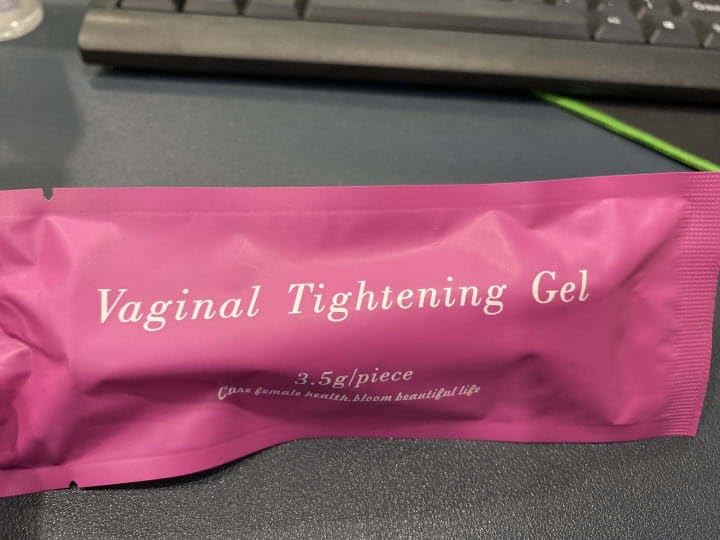 Vaginal Tightening Gel
3.5g/piece
Care female health.bloom beautiful life